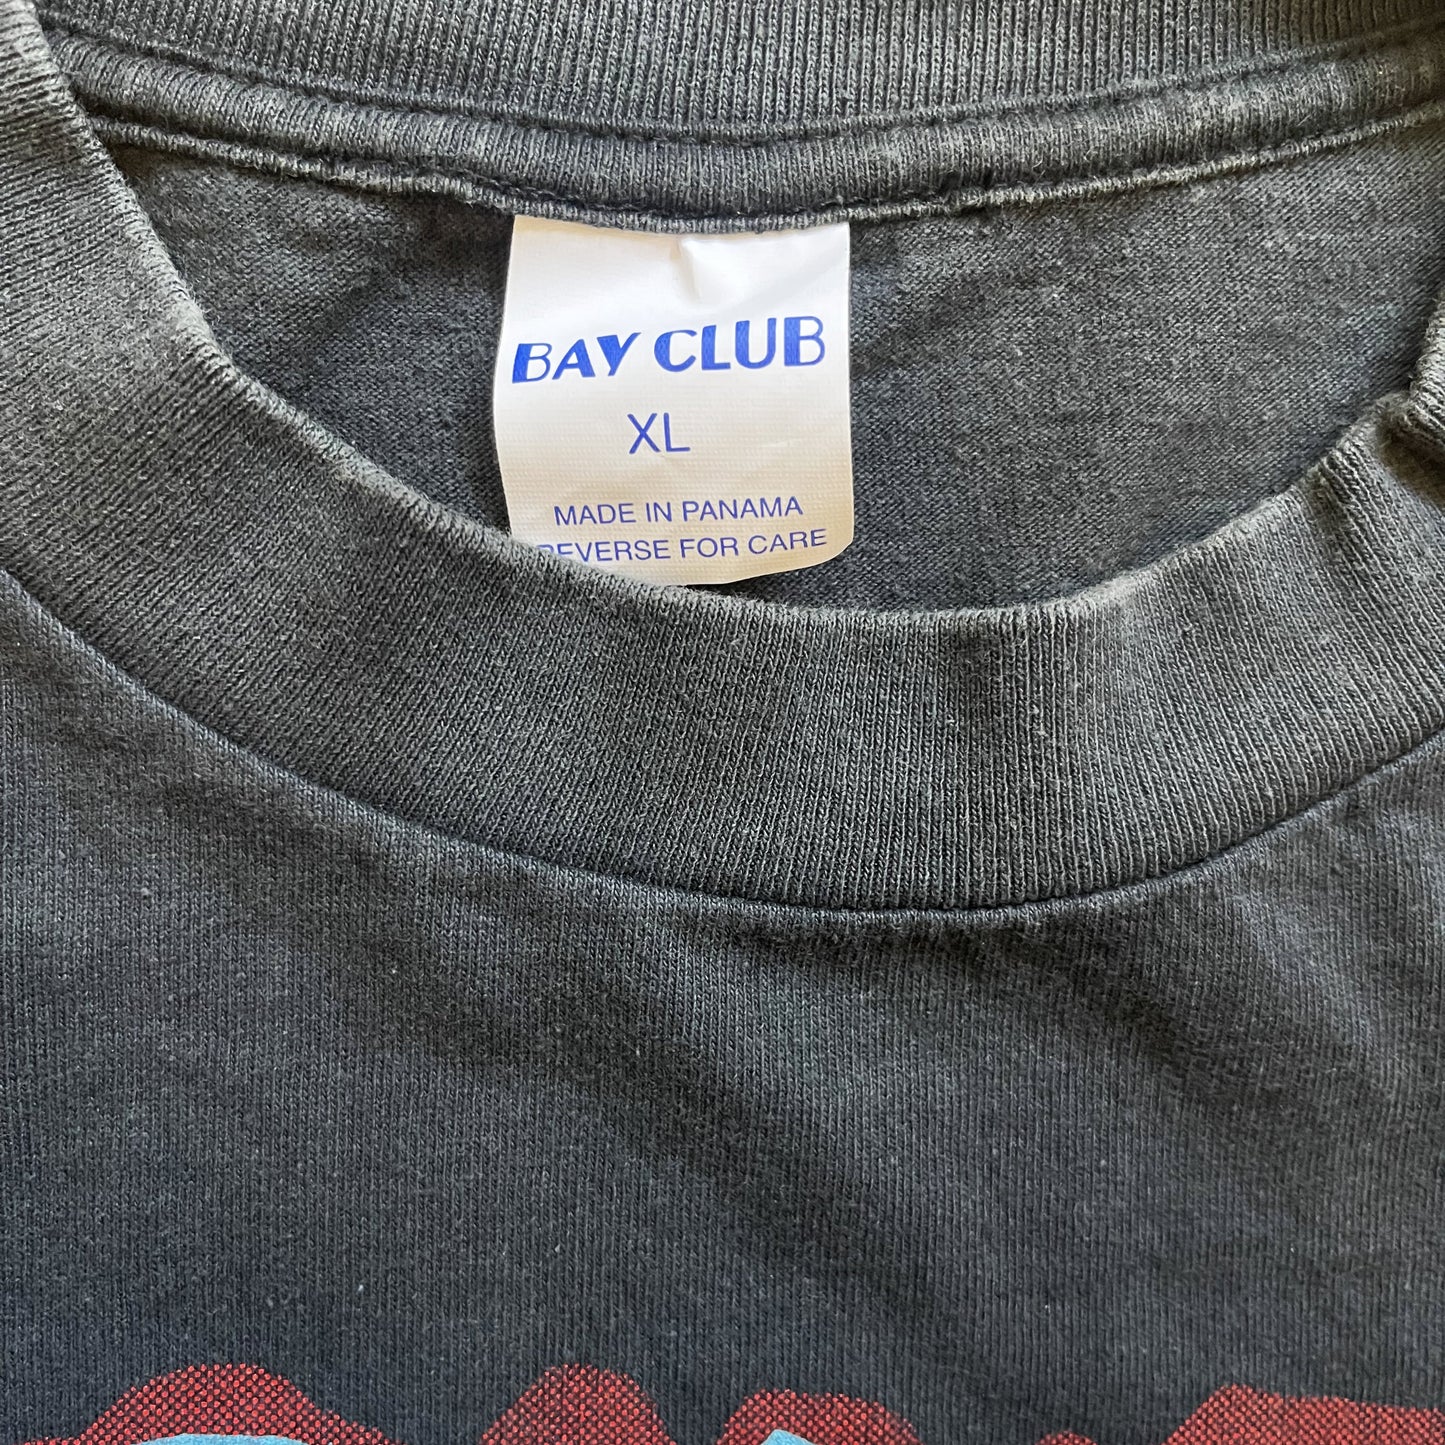 BAY CLUB
XL
MADE IN PANAMA
REVERSE FOR CARE